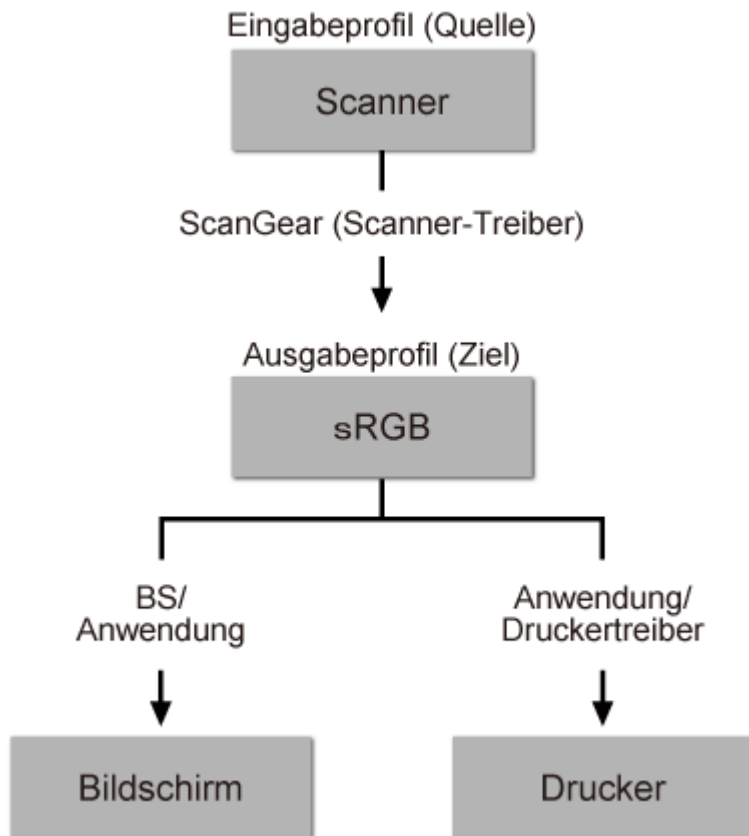 Eingabeprofil (Quelle)
Scanner
ScanGear (Scanner-Treiber)
Ausgabeprofil (Ziel)
sRGB
BS/
Anwendung
Anwendung/
Druckertreiber
Bildschirm
Drucker